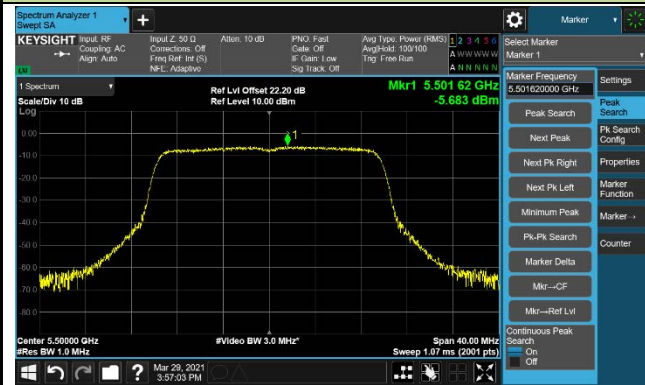 Spectrum Analyzer 1
Swept SA
Marker
KEYSIGHT
Input: RF
Coupling: AC
Align: Auto
Input Z: 50 Ω
Corrections: Off
Freq Ref: Int (S)
NFE: Adaptive
Atten: 10 dB
PNO: Fast
Gate: Off
IF Gain: Low
Sig Track: Off
Avg Type: Power (RMS)
Avg|Hold: 100/100
Trig: Free Run
1 2 3 4 5 6
A W W W W W
A N N N N N
Select Marker
Marker 1
1 Spectrum
Scale/Div 10 dB
Log
Ref Lvl Offset 22.20 dB
Ref Level 10.00 dBm
Mkr1 5.501 62 GHz
-5.683 dBm
0.00
-10.0
-20.0
-30.0
-40.0
-50.0
-60.0
-70.0
-80.0
1
Center 5.50000 GHz
#Res BW 1.0 MHz
#Video BW 3.0 MHz*
Span 40.00 MHz
Sweep 1.07 ms (2001 pts)
Marker Frequency
5.501620000 GHz
Peak Search
Next Peak
Next Pk Right
Next Pk Left
Minimum Peak
Pk-Pk Search
Marker Delta
Mkr→CF
Mkr→Ref Lvl
Continuous Peak
Search
On
Off
Settings
Peak
Search
Pk Search
Config
Properties
Marker
Function
Marker→
Counter
?
Mar 29, 2021
3:57:03 PM